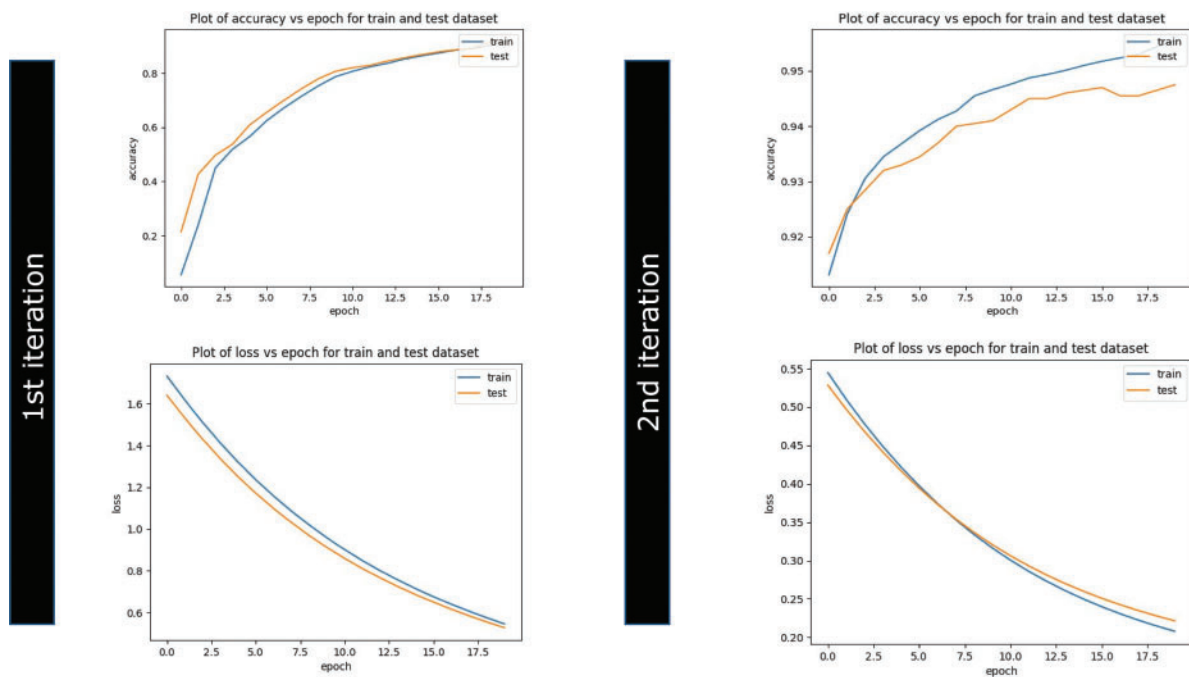 1st iteration
Plot of accuracy vs epoch for train and test dataset
train
test
accuracy
0.8
0.6
0.4
0.2
0.0 2.5 5.0 7.5 10.0 12.5 15.0 17.5
epoch
Plot of loss vs epoch for train and test dataset
train
test
loss
1.6
1.4
1.2
1.0
0.8
0.6
0.0 2.5 5.0 7.5 10.0 12.5 15.0 17.5
epoch
2nd iteration
Plot of accuracy vs epoch for train and test dataset
train
test
accuracy
0.95
0.94
0.93
0.92
0.0 2.5 5.0 7.5 10.0 12.5 15.0 17.5
epoch
Plot of loss vs epoch for train and test dataset
train
test
loss
0.55
0.50
0.45
0.40
0.35
0.30
0.25
0.20
0.0 2.5 5.0 7.5 10.0 12.5 15.0 17.5
epoch